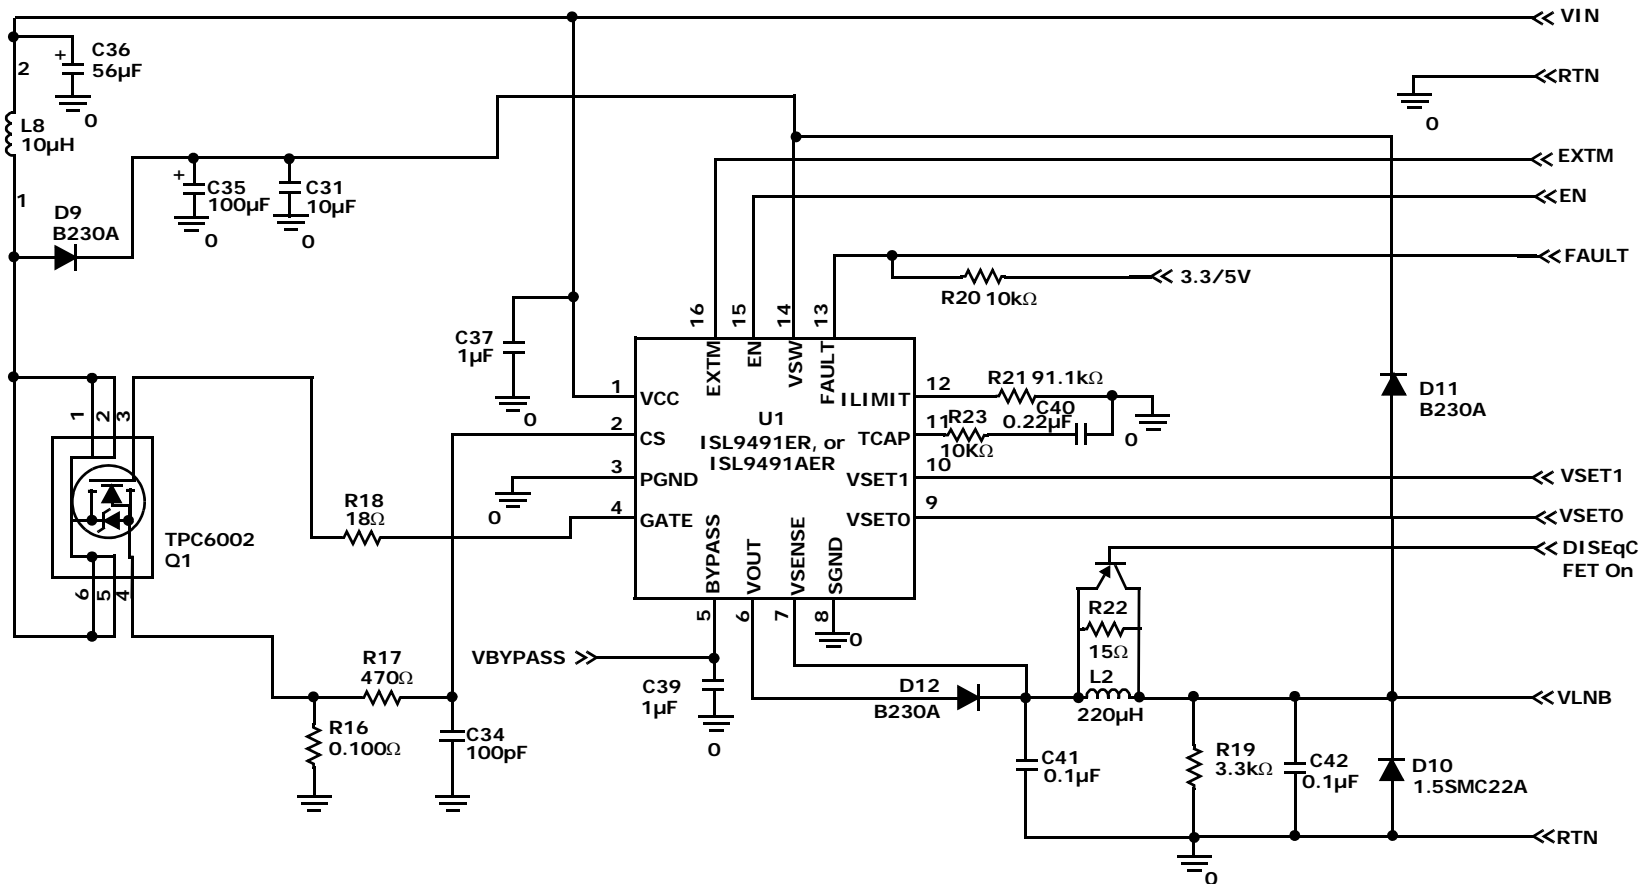 VIN
C36
56µF
+
2
0
RTN
0
L8
10µH
EXTM
1
+
C35
100µF
0
C31
10µF
0
EN
D9
B230A
FAULT
R20 10kΩ
3.3/5V
16
15
14
13
C37
1µF
0
EXTM
EN
VSW
FAULT
1
VCC
2
CS
3
PGND
0
4
GATE
U1
ISL9491ER, or
ISL9491AER
12
ILIMIT
R21 91.1kΩ
11
TCAP
R23
10KΩ
C40
0.22µF
0
10
VSET1
9
VSET0
D11
B230A
VSET1
VSET0
1
2
3
TPC6002
Q1
6
5
4
R18
18Ω
BYPASS
VOUT
VSENSE
SGND
5
6
7
8
0
DISEqC
FET On
R22
15Ω
L2
220µH
VBYPASS
C39
1µF
0
D12
B230A
VLNB
R17
470Ω
R16
0.100Ω
C34
100pF
C41
0.1µF
R19
3.3kΩ
C42
0.1µF
D10
1.5SMC22A
RTN
0